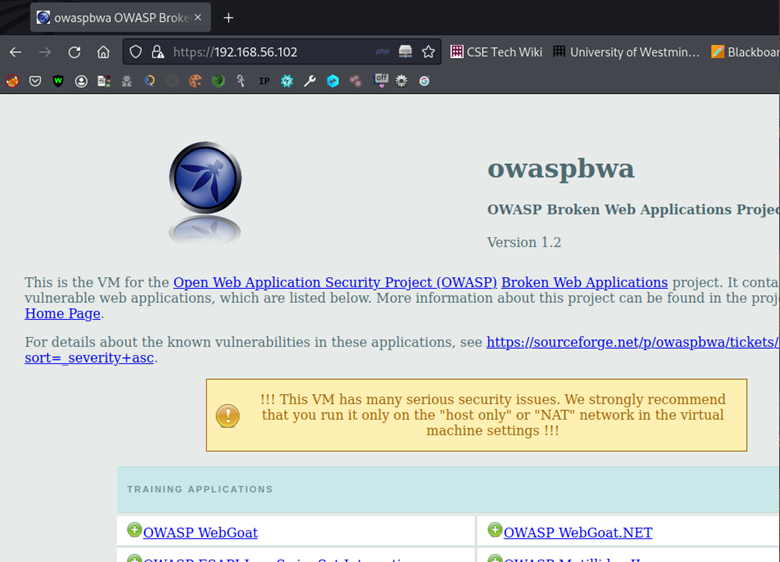 owaspbwa OWASP Broke
https://192.168.56.102
php
CSE Tech Wiki
University of Westmin…
Blackboar
IP
owaspbwa
OWASP Broken Web Applications Projec
Version 1.2
This is the VM for the Open Web Application Security Project (OWASP) Broken Web Applications project. It conta
vulnerable web applications, which are listed below. More information about this project can be found in the proj
Home Page.
For details about the known vulnerabilities in these applications, see https://sourceforge.net/p/owaspbwa/tickets/
sort=_severity+asc.
!!! This VM has many serious security issues. We strongly recommend
that you run it only on the "host only" or "NAT" network in the virtual
machine settings !!!
TRAINING APPLICATIONS
OWASP WebGoat
OWASP WebGoat.NET